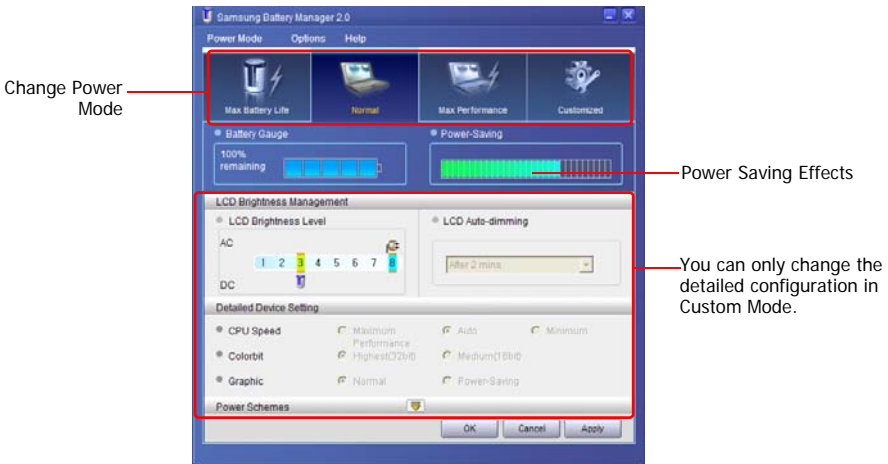 Samsung Battery Manager 2.0
Power Mode Options Help
Change Power
Mode
Max Battery Life Normal Max Performance Customized
Battery Gauge Power-Saving
100%
remaining
Power Saving Effects
LCD Brightness Management
LCD Brightness Level LCD Auto-dimming
AC
1 2 3 4 5 6 7 8
After 2 mins
DC
You can only change the
detailed configuration in
Custom Mode.
Detailed Device Setting
CPU Speed Maximum Performance Auto Minimum
Colorbit Highest(32bit) Medium(16bit)
Graphic Normal Power-Saving
Power Schemes
OK Cancel Apply